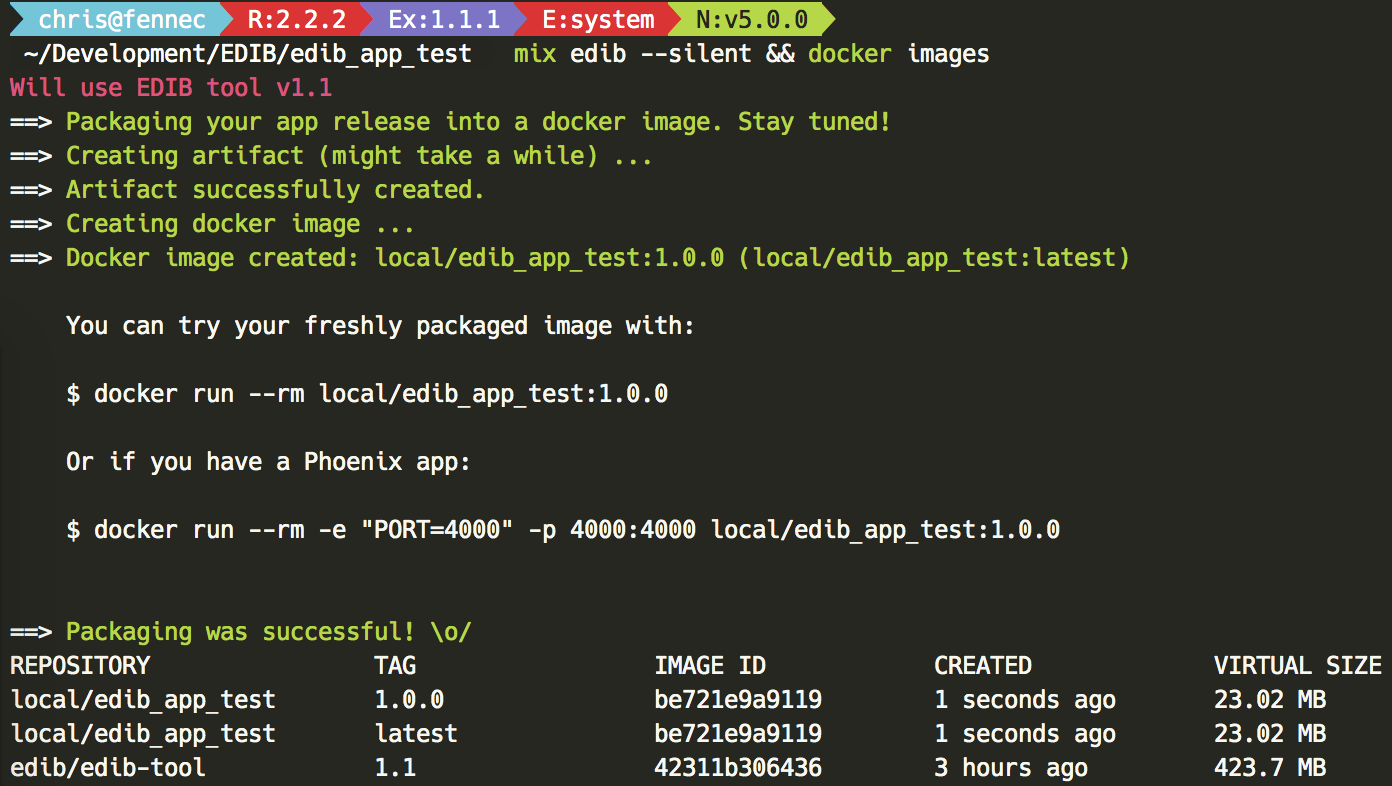 chris@fennec R:2.2.2 Ex:1.1.1 E:system N:v5.0.0
~/Development/EDIB/edib_app_test mix edib --silent && docker images
Will use EDIB tool v1.1
==> Packaging your app release into a docker image. Stay tuned!
==> Creating artifact (might take a while) ...
==> Artifact successfully created.
==> Creating docker image ...
==> Docker image created: local/edib_app_test:1.0.0 (local/edib_app_test:latest)
You can try your freshly packaged image with:
$ docker run --rm local/edib_app_test:1.0.0
Or if you have a Phoenix app:
$ docker run --rm -e "PORT=4000" -p 4000:4000 local/edib_app_test:1.0.0
==> Packaging was successful! \o/
REPOSITORY TAG IMAGE ID CREATED VIRTUAL SIZE
local/edib_app_test 1.0.0 be721e9a9119 1 seconds ago 23.02 MB
local/edib_app_test latest be721e9a9119 1 seconds ago 23.02 MB
edib/edib-tool 1.1 42311b306436 3 hours ago 423.7 MB